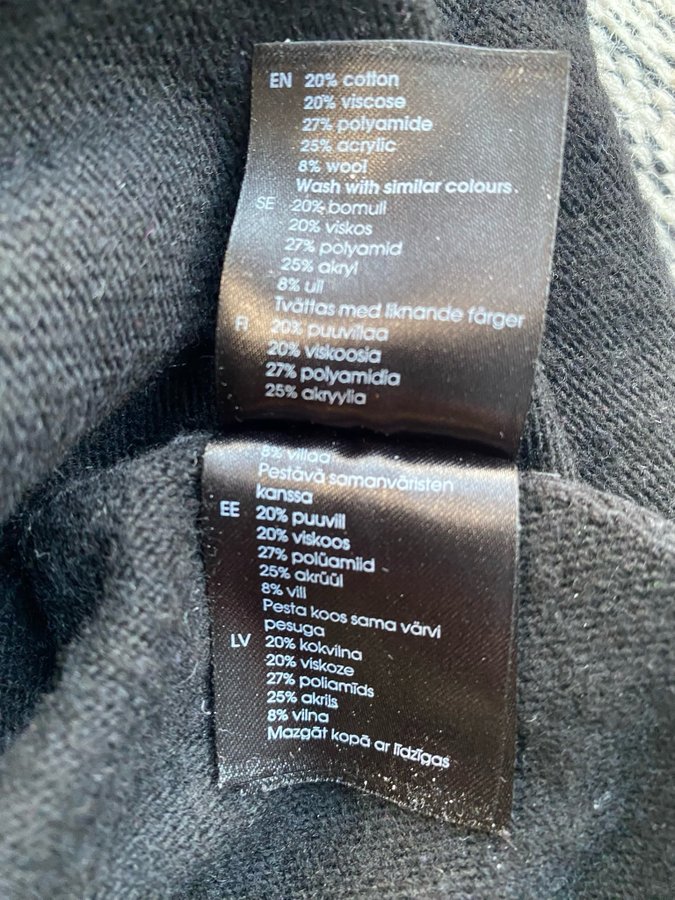 EN 20% cotton
20% viscose
27% polyamide
25% acrylic
8% wool
Wash with similar colours.
SE 20% bomull
20% viskos
27% polyamid
25% akryl
8% ull
Tvättas med liknande färger
FI 20% puuvillaa
20% viskoosia
27% polyamidia
25% akryylia
8% villaa
Pestävä samanväristen
kanssa
EE 20% puuvill
20% viskoos
27% polüamiid
25% akrüül
8% vill
Pesta koos sama värvi
pesuga
LV 20% kokvilna
20% viskoze
27% poliamīds
25% akrils
8% vilna
Mazgāt kopā ar līdzīgas